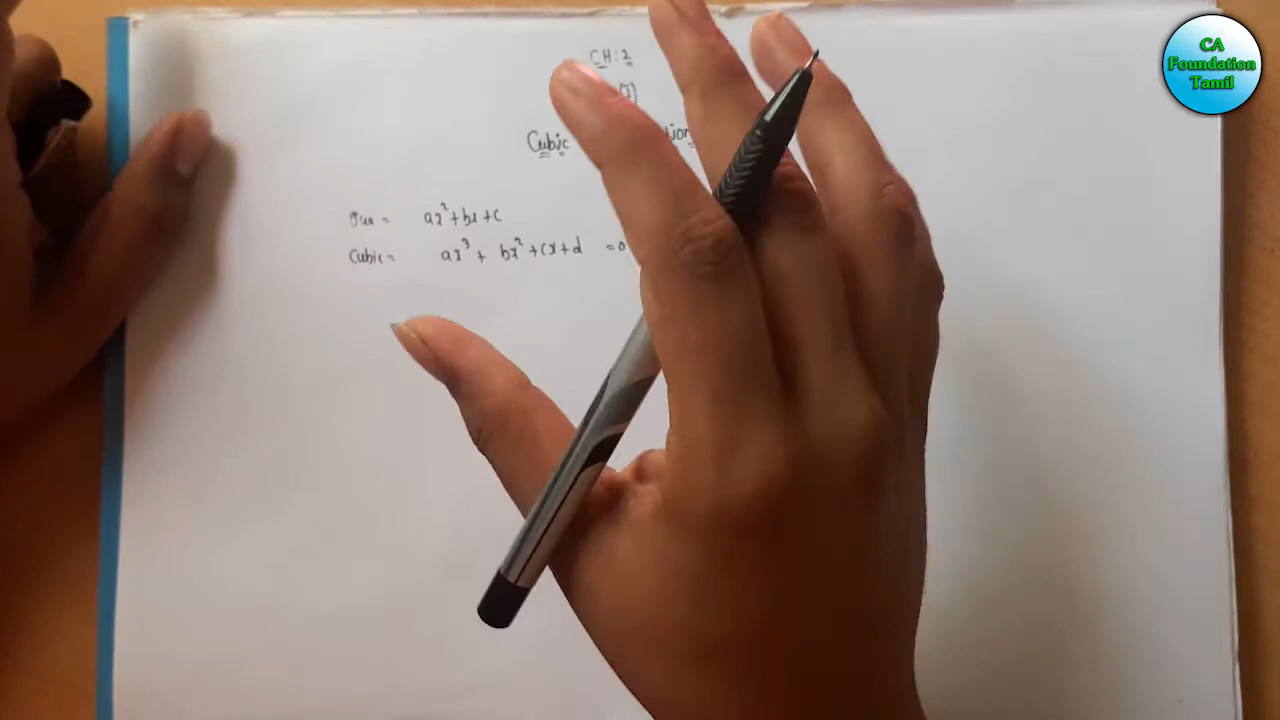 CH: 2
Cubic
Qua = ax² + bx + c
Cubic = ax³ + bx² + cx + d = 0
CA
Foundation
Tamil